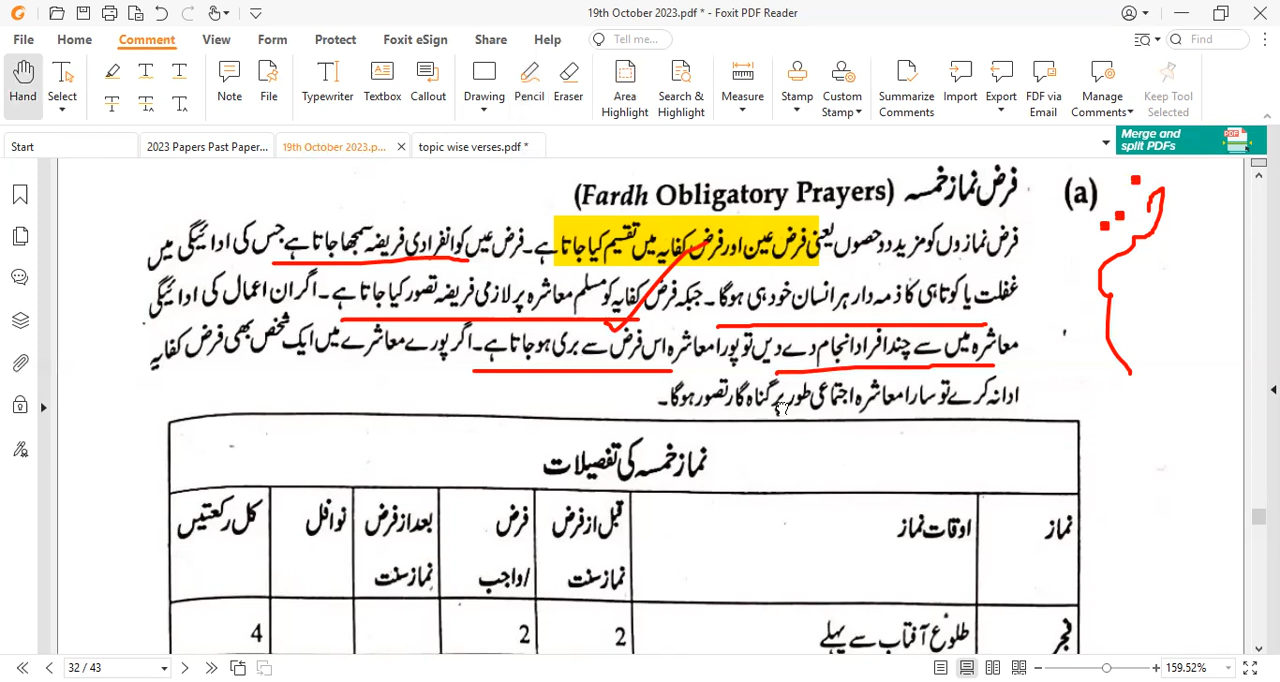 19th October 2023.pdf * - Foxit PDF Reader
File Home Comment View Form Protect Foxit eSign Share Help Tell me... Find
Hand Select Note File Typewriter Textbox Callout Drawing Pencil Eraser Area Highlight Search & Highlight Measure Stamp Custom Stamp Summarize Comments Import Export FDF via Email Manage Comments Keep Tool Selected
Start 2023 Papers Past Paper... 19th October 2023.p... topic wise verses.pdf * Merge and split PDFs
(a) فرض نماز خمسہ (Fardh Obligatory Prayers)
فرض نمازوں کو مزید دو حصوں یعنی فرض عین اور فرض کفایہ میں تقسیم کیا جاتا ہے۔ فرض عین کو انفرادی فریضہ سمجھا جاتا ہے جس کی ادائیگی میں
غفلت یا کوتاہی کا ذمہ دار ہر انسان خود ہی ہوگا۔ جبکہ فرض کفایہ کو مسلم معاشرہ پر لازمی فریضہ تصور کیا جاتا ہے۔ اگر ان اعمال کی ادائیگی
معاشرہ میں سے چند افراد انجام دے دیں تو پورا معاشرہ اس فرض سے بری ہو جاتا ہے۔ اگر پورے معاشرے میں ایک شخص بھی فرض کفایہ
ادا نہ کرے تو سارا معاشرہ اجتماعی طور پر گناہ گار تصور ہوگا۔
نماز خمسہ کی تفصیلات
نماز اوقات نماز قبل از فرض نماز سنت فرض /واجب بعد از فرض نماز سنت نوافل کل رکعتیں
فجر طلوع آفتاب سے پہلے 2 2 4
32 / 43 159.52%